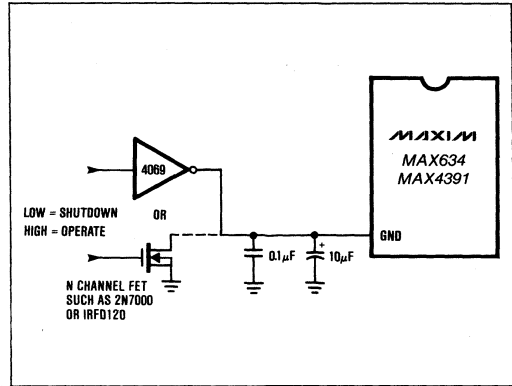 MAXIM
MAX634
MAX4391
4069
LOW = SHUTDOWN
HIGH = OPERATE
OR
GND
0.1µF
+
10µF
N CHANNEL FET
SUCH AS 2N7000
OR IRFD120